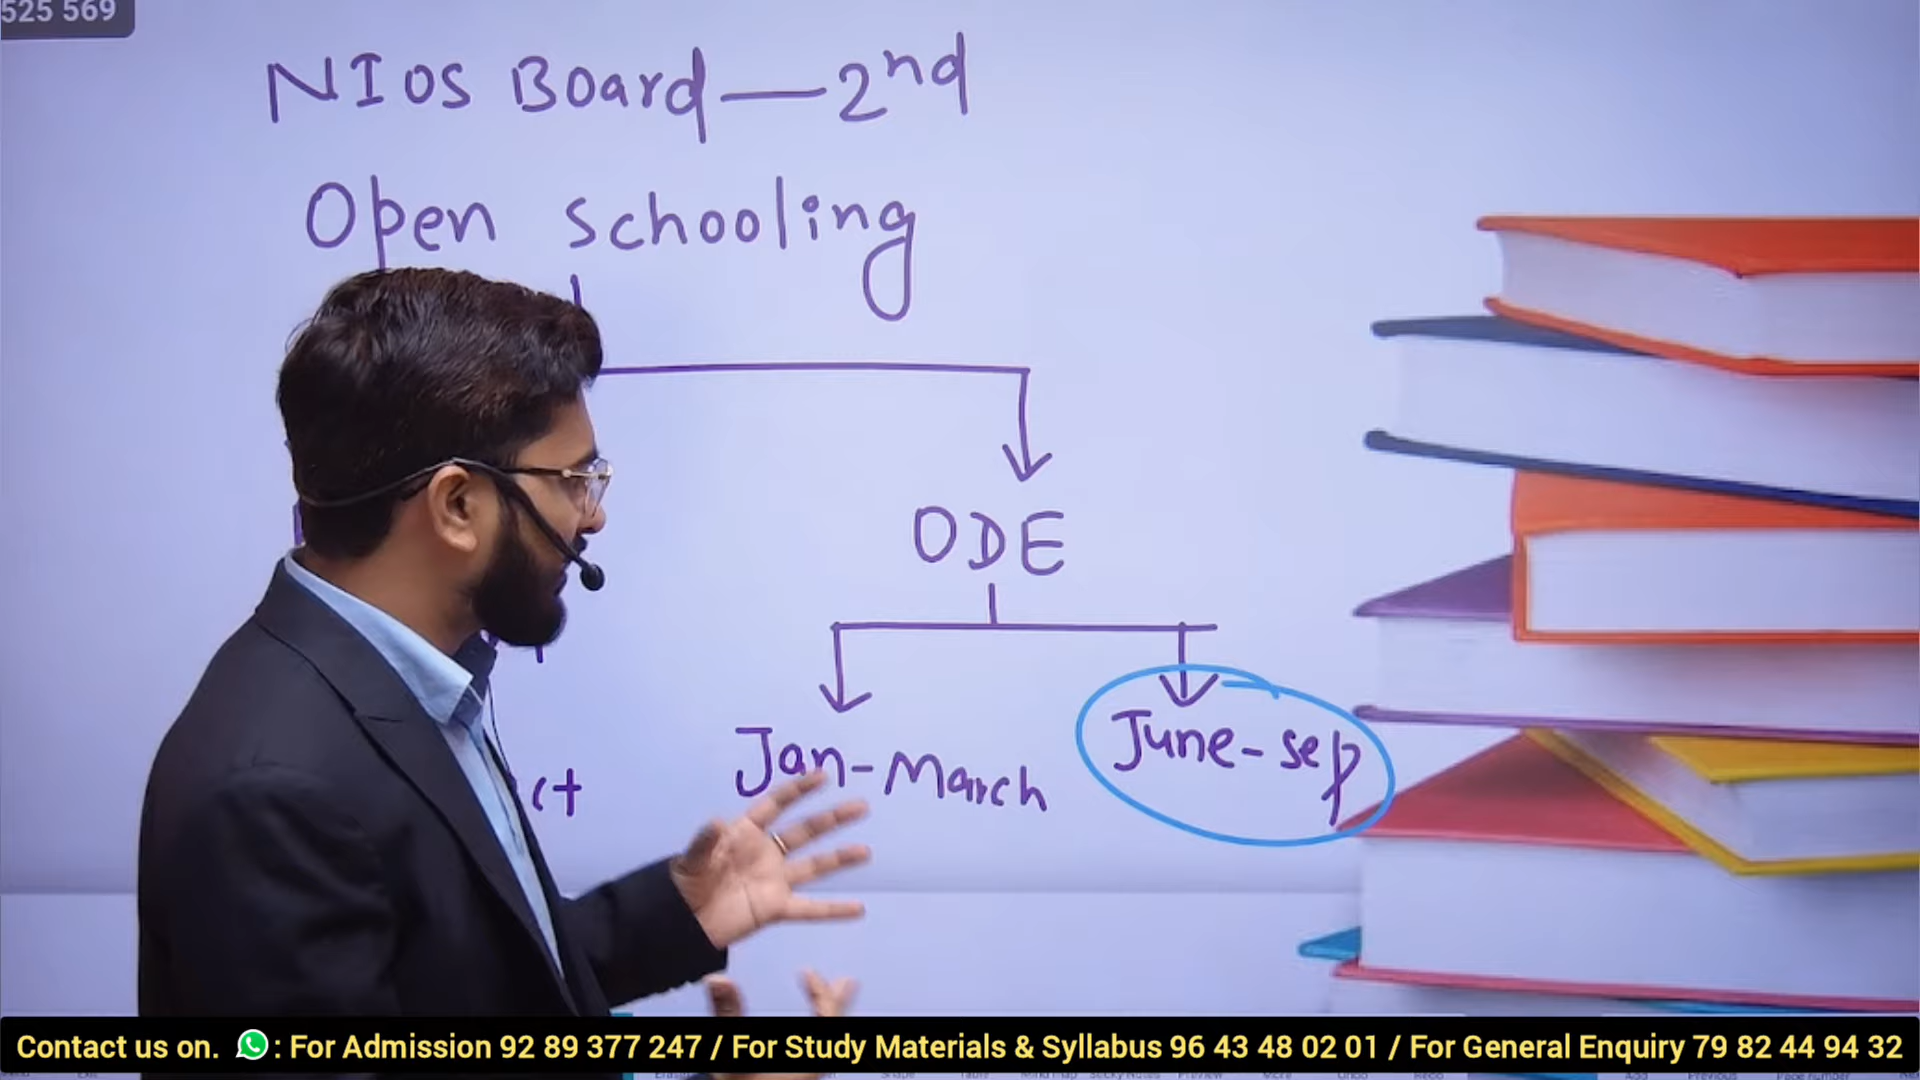 525 569
NIOS Board — 2nd
Open schooling
ODE
Jan-March
June-Sep
Contact us on. : For Admission 92 89 377 247 / For Study Materials & Syllabus 96 43 48 02 01 / For General Enquiry 79 82 44 94 32